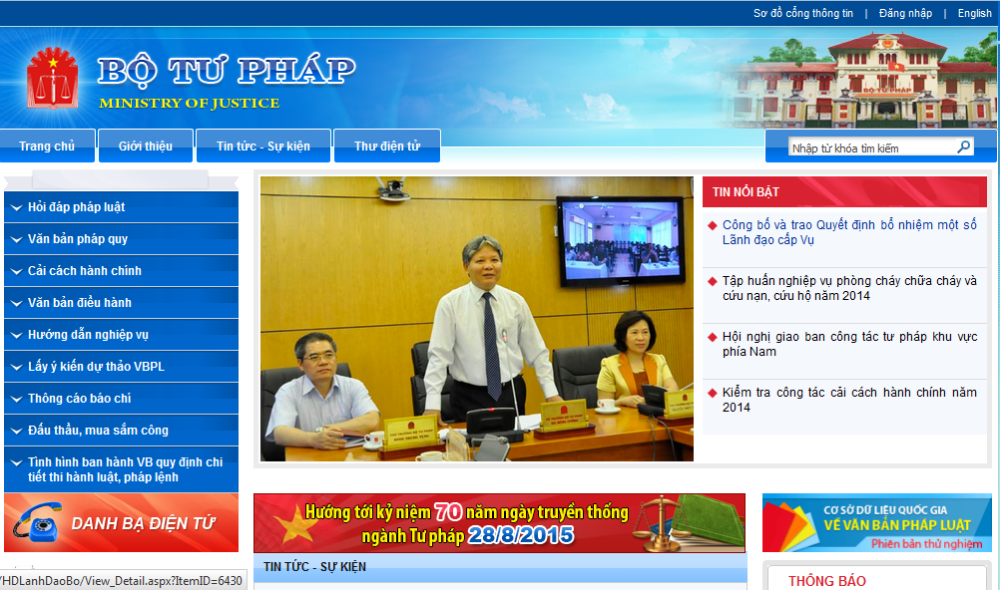 Sơ đồ cổng thông tin | Đăng nhập | English
BỘ TƯ PHÁP
MINISTRY OF JUSTICE
BỘ TƯ PHÁP
Trang chủ
Giới thiệu
Tin tức - Sự kiện
Thư điện tử
Nhập từ khóa tìm kiếm
Hỏi đáp pháp luật
Văn bản pháp quy
Cải cách hành chính
Văn bản điều hành
Hướng dẫn nghiệp vụ
Lấy ý kiến dự thảo VBPL
Thông cáo báo chí
Đấu thầu, mua sắm công
Tình hình ban hành VB quy định chi
tiết thi hành luật, pháp lệnh
DANH BẠ ĐIỆN TỬ
/HDLanhDaoBo/View_Detail.aspx?ItemID=6430
TIN NỔI BẬT
Công bố và trao Quyết định bổ nhiệm một số
Lãnh đạo cấp Vụ
Tập huấn nghiệp vụ phòng cháy chữa cháy và
cứu nạn, cứu hộ năm 2014
Hội nghị giao ban công tác tư pháp khu vực
phía Nam
Kiểm tra công tác cải cách hành chính năm
2014
Hướng tới kỷ niệm 70 năm ngày truyền thống
ngành Tư pháp 28/8/2015
TIN TỨC - SỰ KIỆN
CƠ SỞ DỮ LIỆU QUỐC GIA
VỀ VĂN BẢN PHÁP LUẬT
Phiên bản thử nghiệm
THÔNG BÁO